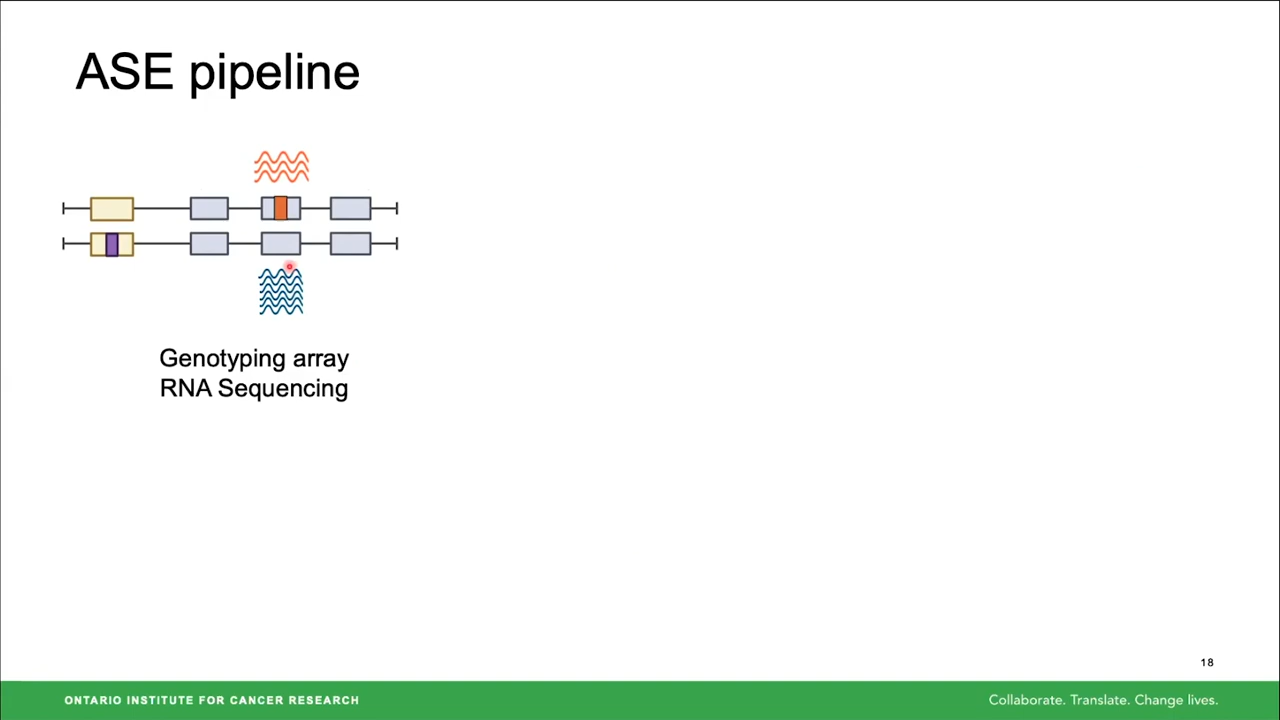 ASE pipeline
Genotyping array
RNA Sequencing
18
ONTARIO INSTITUTE FOR CANCER RESEARCH
Collaborate. Translate. Change lives.